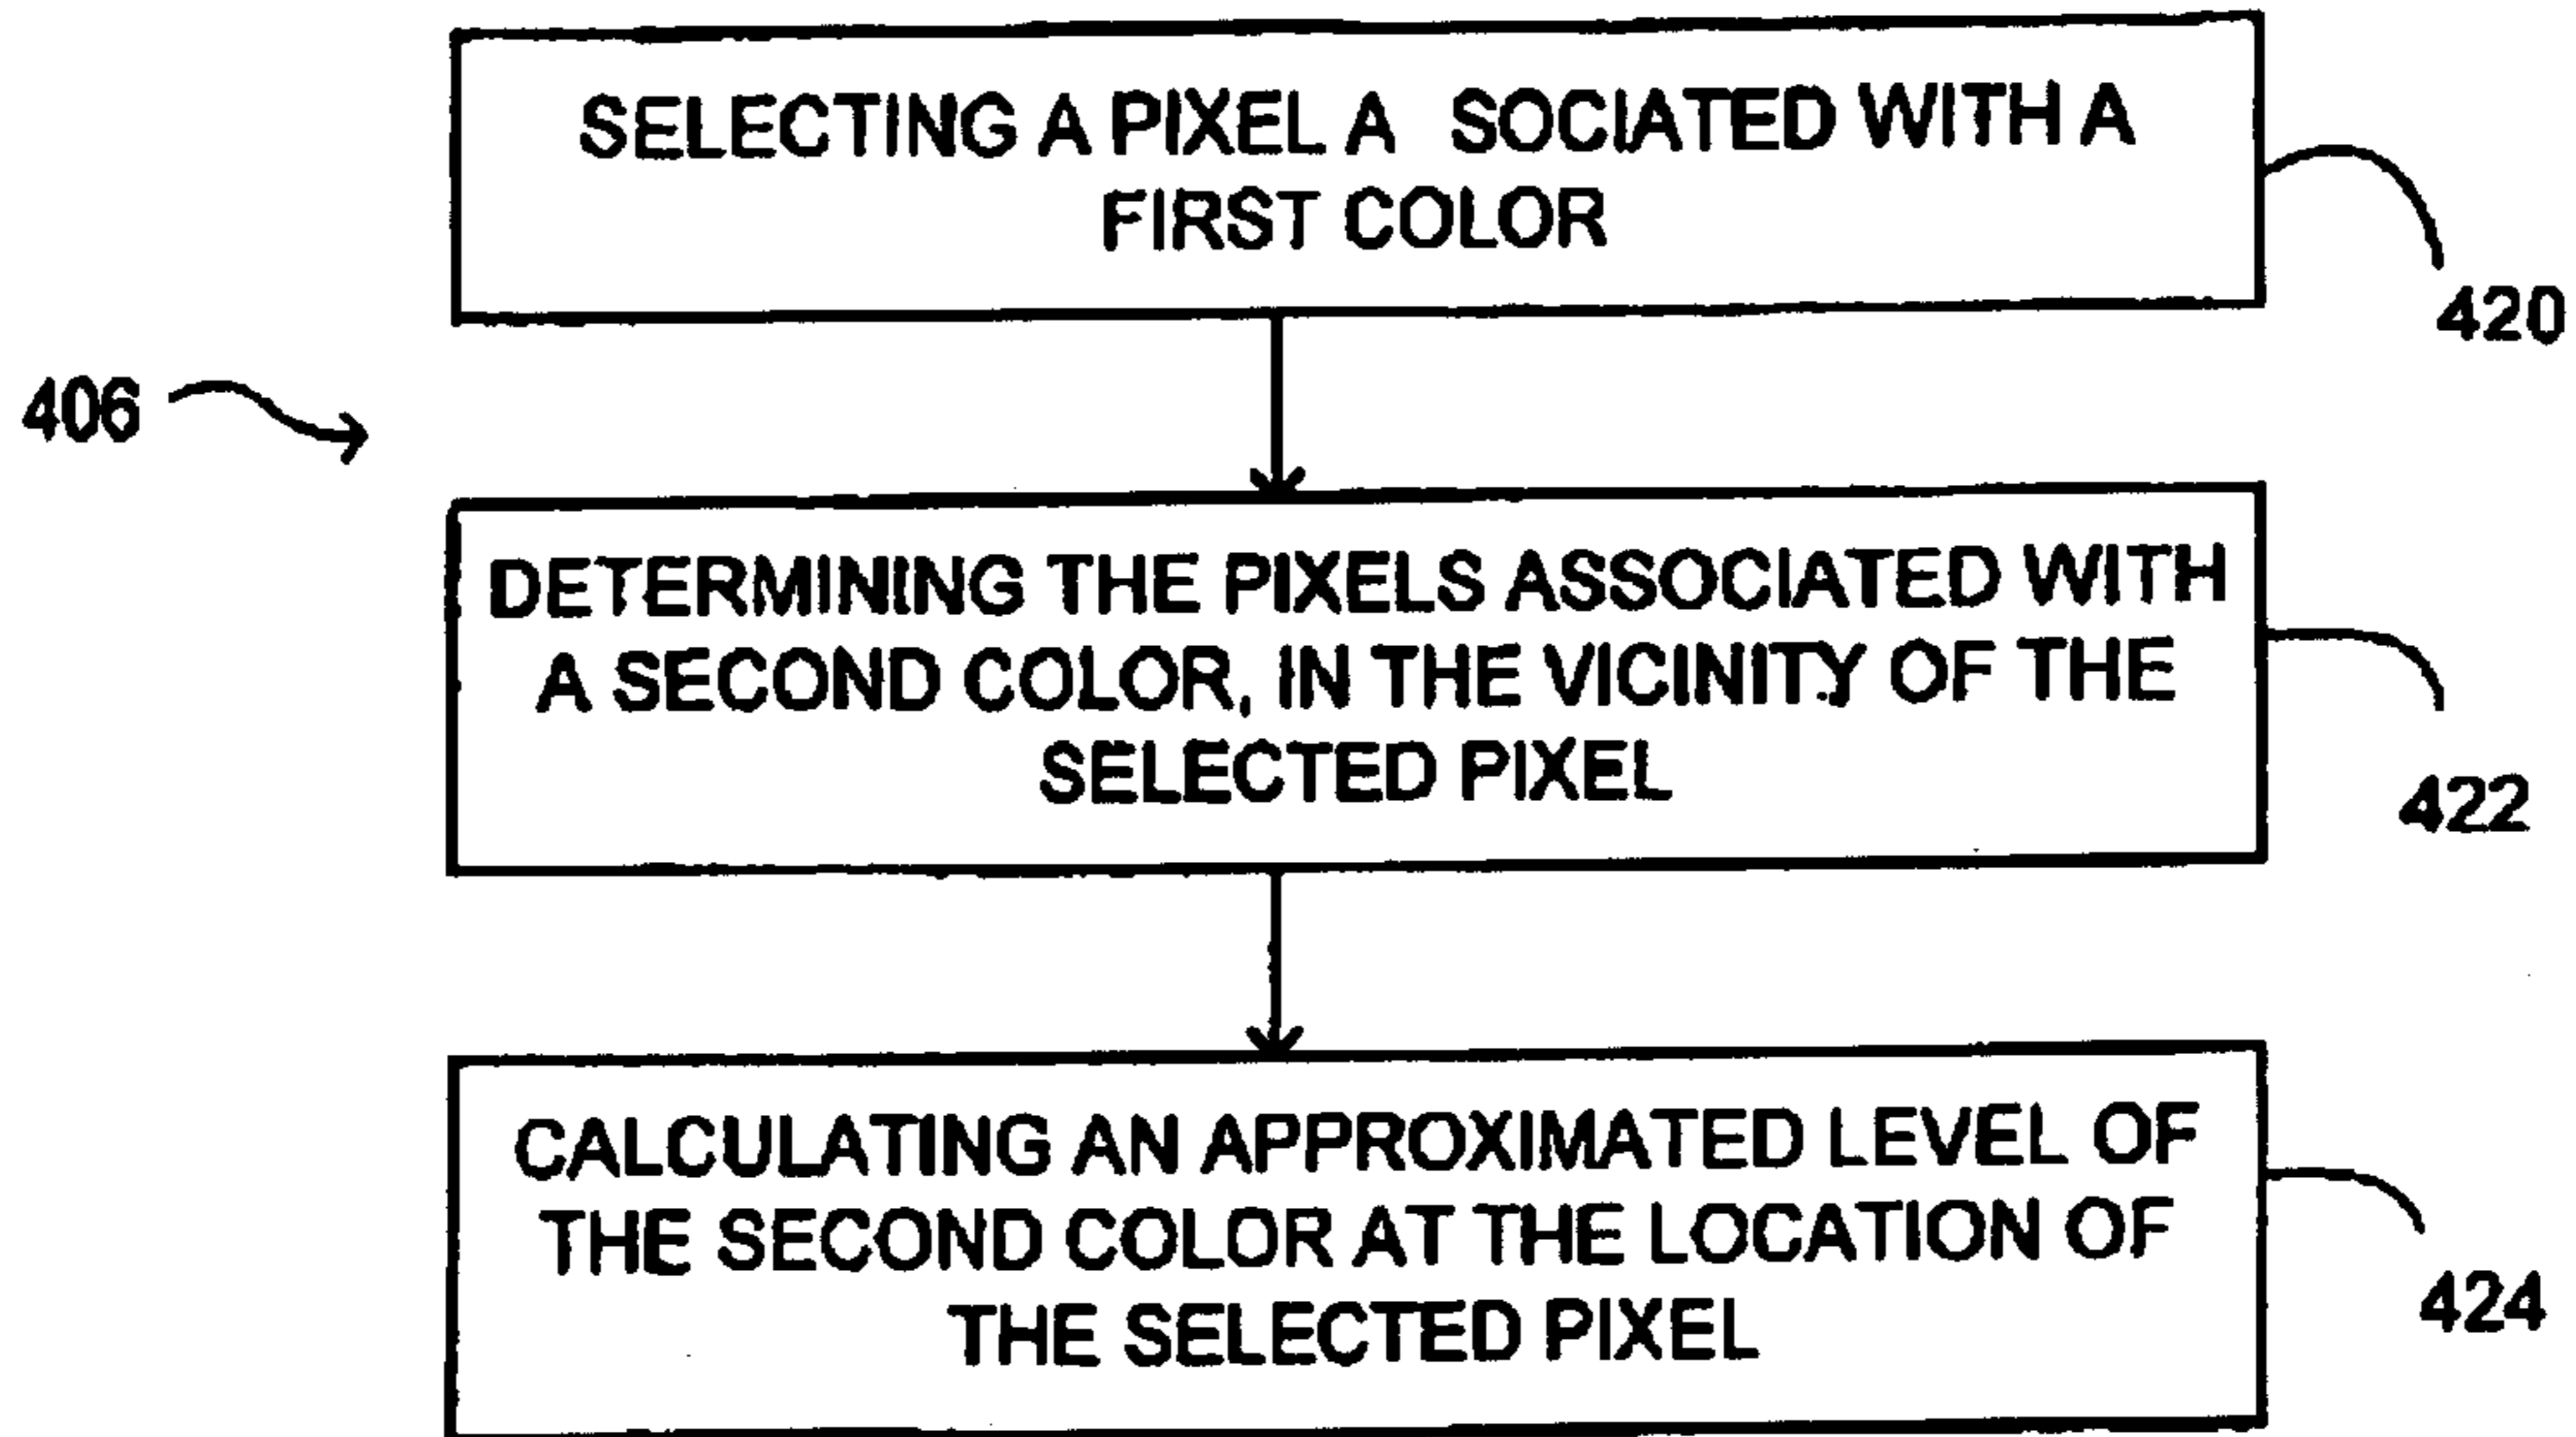 SELECTING A PIXEL A SOCIATED WITH A
FIRST COLOR
420
406
DETERMINING THE PIXELS ASSOCIATED WITH
A SECOND COLOR, IN THE VICINITY OF THE
SELECTED PIXEL
422
CALCULATING AN APPROXIMATED LEVEL OF
THE SECOND COLOR AT THE LOCATION OF
THE SELECTED PIXEL
424